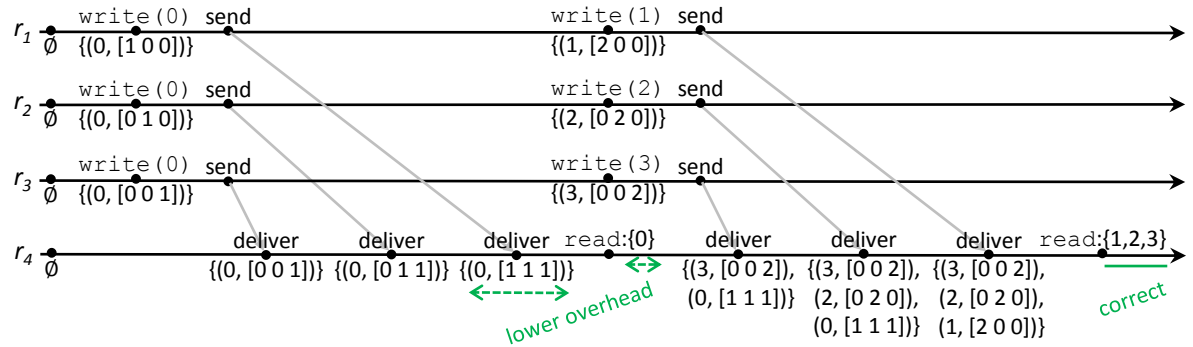 write(0) send write(1) send
r1
∅ {(0, [1 0 0])} {(1, [2 0 0])}
write(0) send write(2) send
r2
∅ {(0, [0 1 0])} {(2, [0 2 0])}
write(0) send write(3) send
r3
∅ {(0, [0 0 1])} {(3, [0 0 2])}
deliver deliver deliver read:{0} deliver deliver deliver read:{1,2,3}
r4
∅ {(0, [0 0 1])} {(0, [0 1 1])} {(0, [1 1 1])} {(3, [0 0 2]), {(3, [0 0 2]), {(3, [0 0 2]),
(0, [1 1 1])} (2, [0 2 0]), (2, [0 2 0]),
(0, [1 1 1])} (1, [2 0 0])}
lower overhead
correct